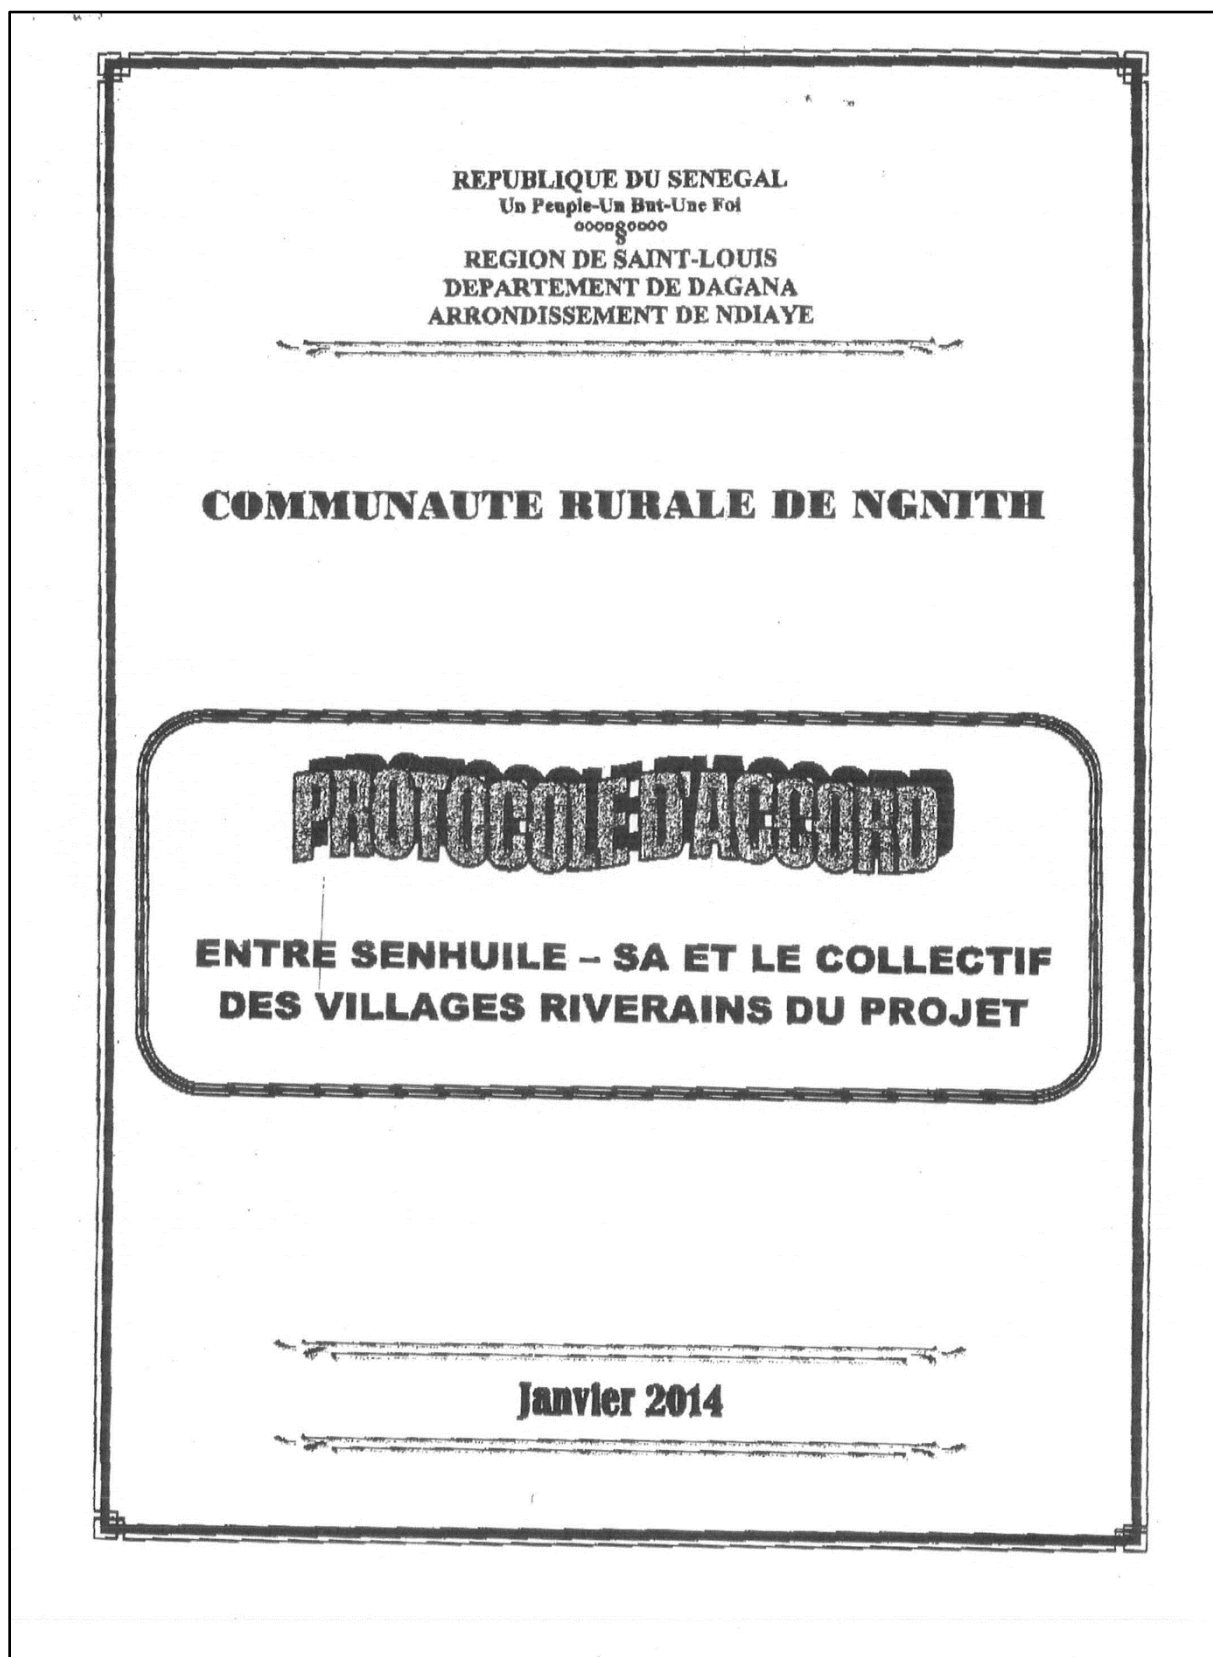 REPUBLIQUE DU SENEGAL
Un Peuple-Un But-Une Foi
oooo8oooo
REGION DE SAINT-LOUIS
DEPARTEMENT DE DAGANA
ARRONDISSEMENT DE NDIAYE
COMMUNAUTE RURALE DE NGNITH
PROTOCOLE D'ACCORD
ENTRE SENHUILE – SA ET LE COLLECTIF
DES VILLAGES RIVERAINS DU PROJET
Janvier 2014